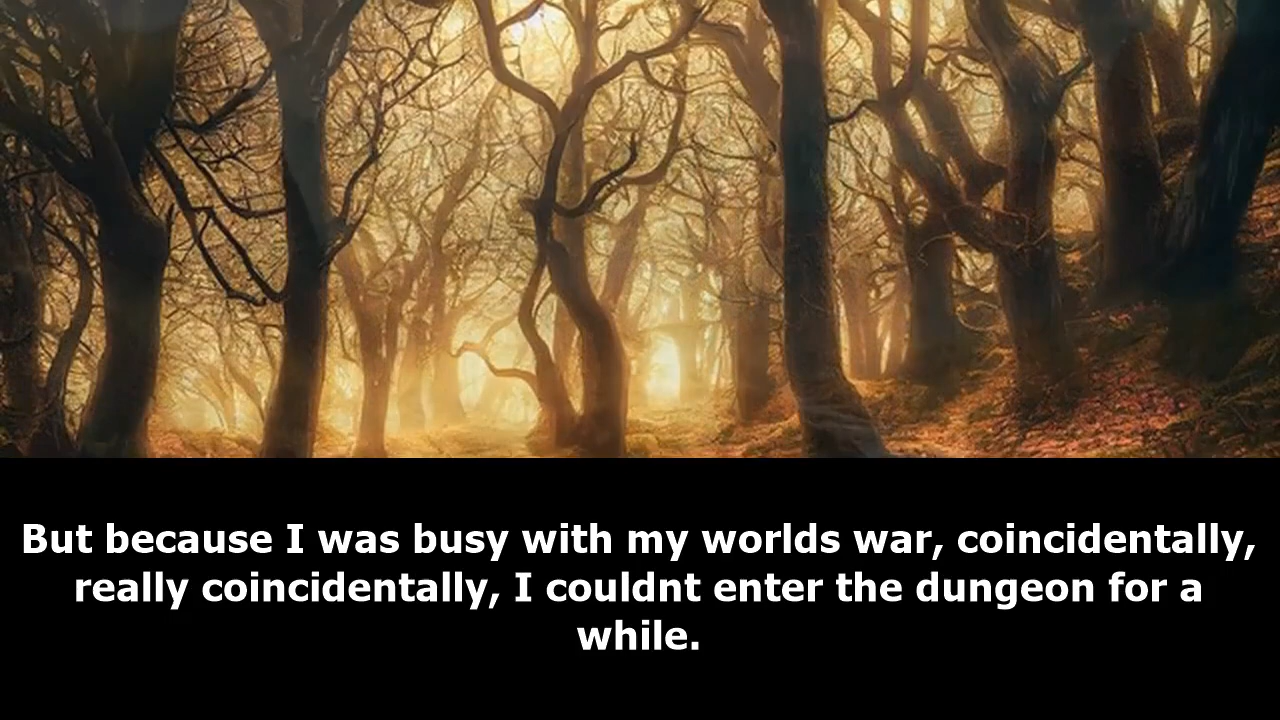 But because I was busy with my worlds war, coincidentally,
really coincidentally, I couldnt enter the dungeon for a
while.